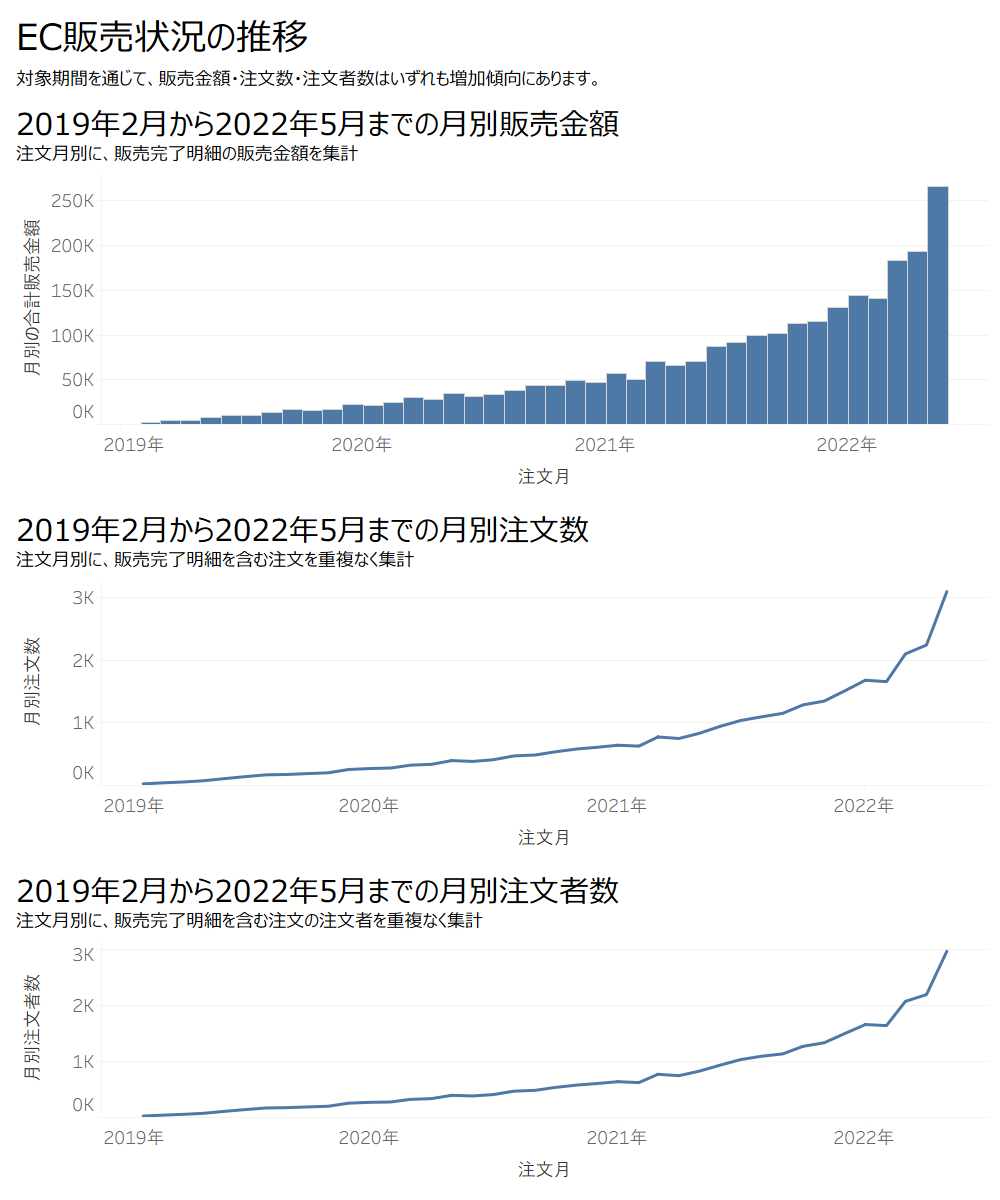 EC販売状況の推移
対象期間を通じて、販売金額・注文数・注文者数はいずれも増加傾向にあります。
2019年2月から2022年5月までの月別販売金額
注文月別に、販売完了明細の販売金額を集計
月別の合計販売金額
250K
200K
150K
100K
50K
0K
2019年 2020年 2021年 2022年
注文月
2019年2月から2022年5月までの月別注文数
注文月別に、販売完了明細を含む注文を重複なく集計
月別注文数
3K
2K
1K
0K
2019年 2020年 2021年 2022年
注文月
2019年2月から2022年5月までの月別注文者数
注文月別に、販売完了明細を含む注文の注文者を重複なく集計
月別注文者数
3K
2K
1K
0K
2019年 2020年 2021年 2022年
注文月